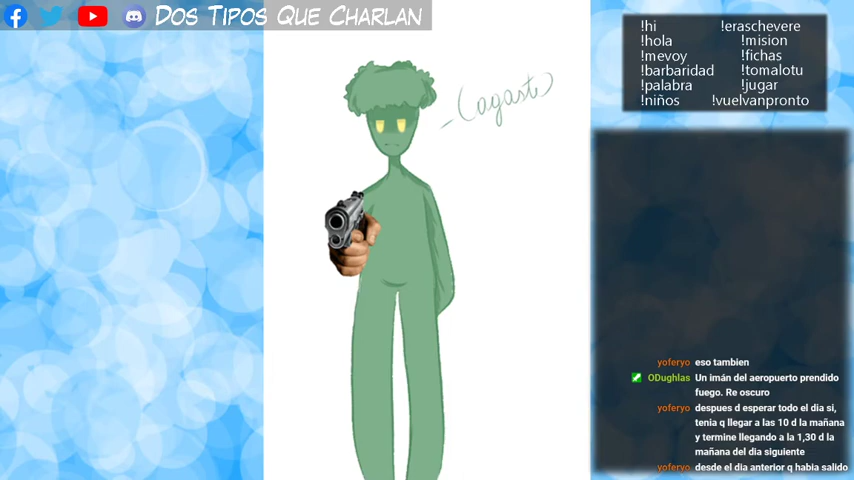 Dos Tipos Que Charlan
!hi !eraschevere
!hola !mision
!mevoy !fichas
!barbaridad !tomalotu
!palabra !jugar
!niños !vuelvanpronto
- Cagaste
yoferyo eso tambien
ODughlas Un imán del aeropuerto prendido
fuego. Re oscuro
yoferyo despues d esperar todo el dia si,
tenia q llegar a las 10 d la mañana
y termine llegando a la 1,30 d la
mañana del dia siguiente
yoferyo desde el dia anterior q habia salido